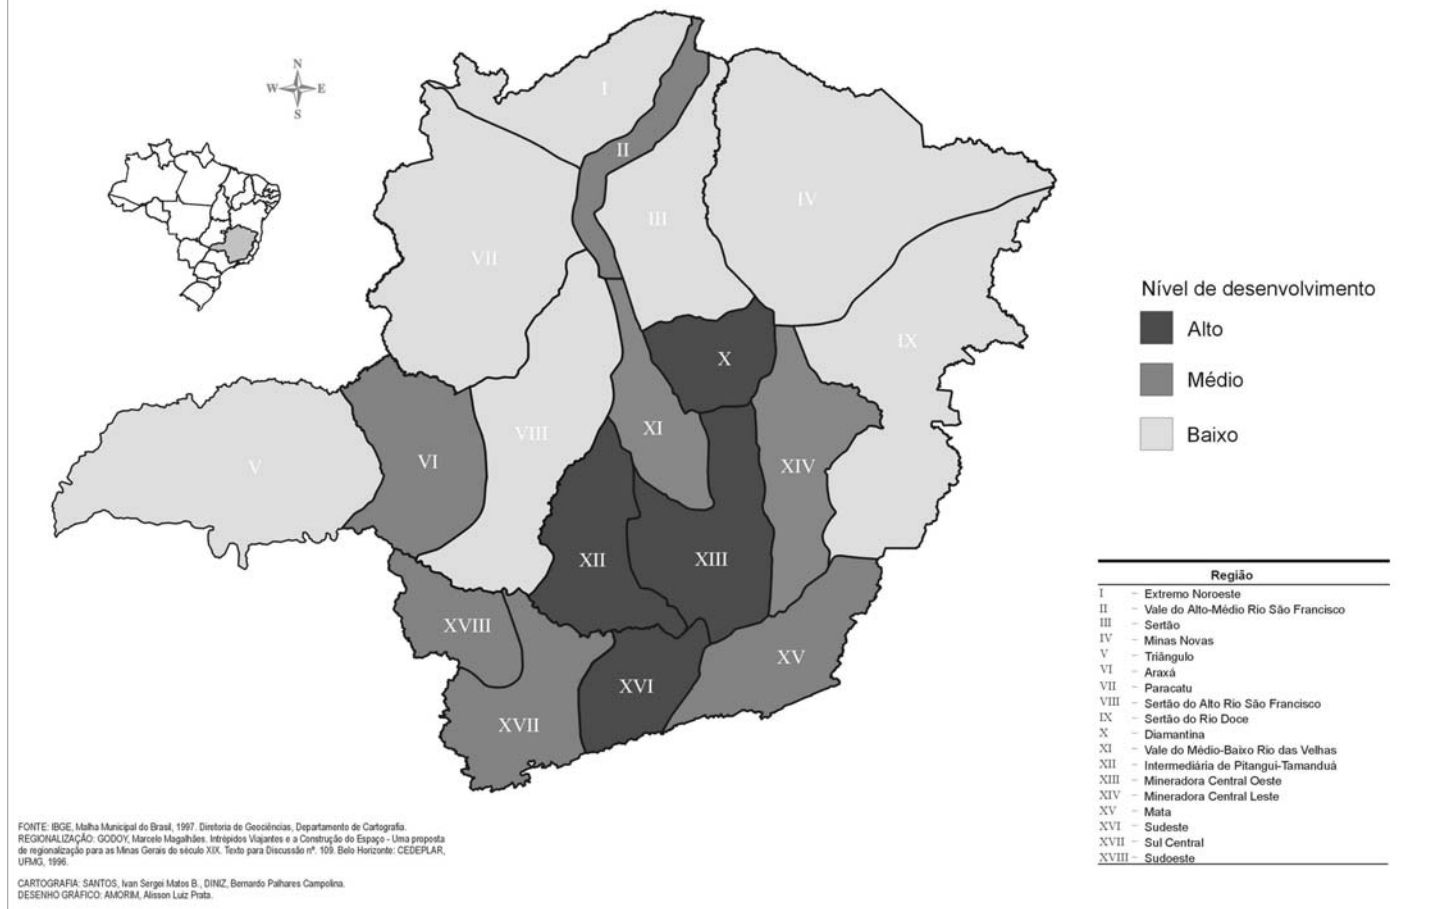 N
W E
S
I
II
III
IV
V
VI
VII
VIII
IX
X
XI
XII
XIII
XIV
XV
XVI
XVII
XVIII
Nível de desenvolvimento
Alto
Médio
Baixo
Região
I – Extremo Noroeste
II – Vale do Alto-Médio Rio São Francisco
III – Sertão
IV – Minas Novas
V – Triângulo
VI – Araxá
VII – Paracatu
VIII – Sertão do Alto Rio São Francisco
IX – Sertão do Rio Doce
X – Diamantina
XI – Vale do Médio-Baixo Rio das Velhas
XII – Intermediária de Pitangui-Tamanduá
XIII – Mineradora Central Oeste
XIV – Mineradora Central Leste
XV – Mata
XVI – Sudeste
XVII – Sul Central
XVIII – Sudoeste
FONTE: IBGE, Malha Municipal do Brasil, 1997. Diretoria de Geociências, Departamento de Cartografia.
REGIONALIZAÇÃO: GODOY, Marcelo Magalhães. Intrépidos Viajantes e a Construção do Espaço - Uma proposta
de regionalização para as Minas Gerais do século XIX. Texto para Discussão nº. 109. Belo Horizonte: CEDEPLAR,
UFMG, 1996.
CARTOGRAFIA: SANTOS, Ivan Sergei Matos B., DINIZ, Bernardo Palhares Campolina.
DESENHO GRÁFICO: AMORIM, Alisson Luiz Prata.